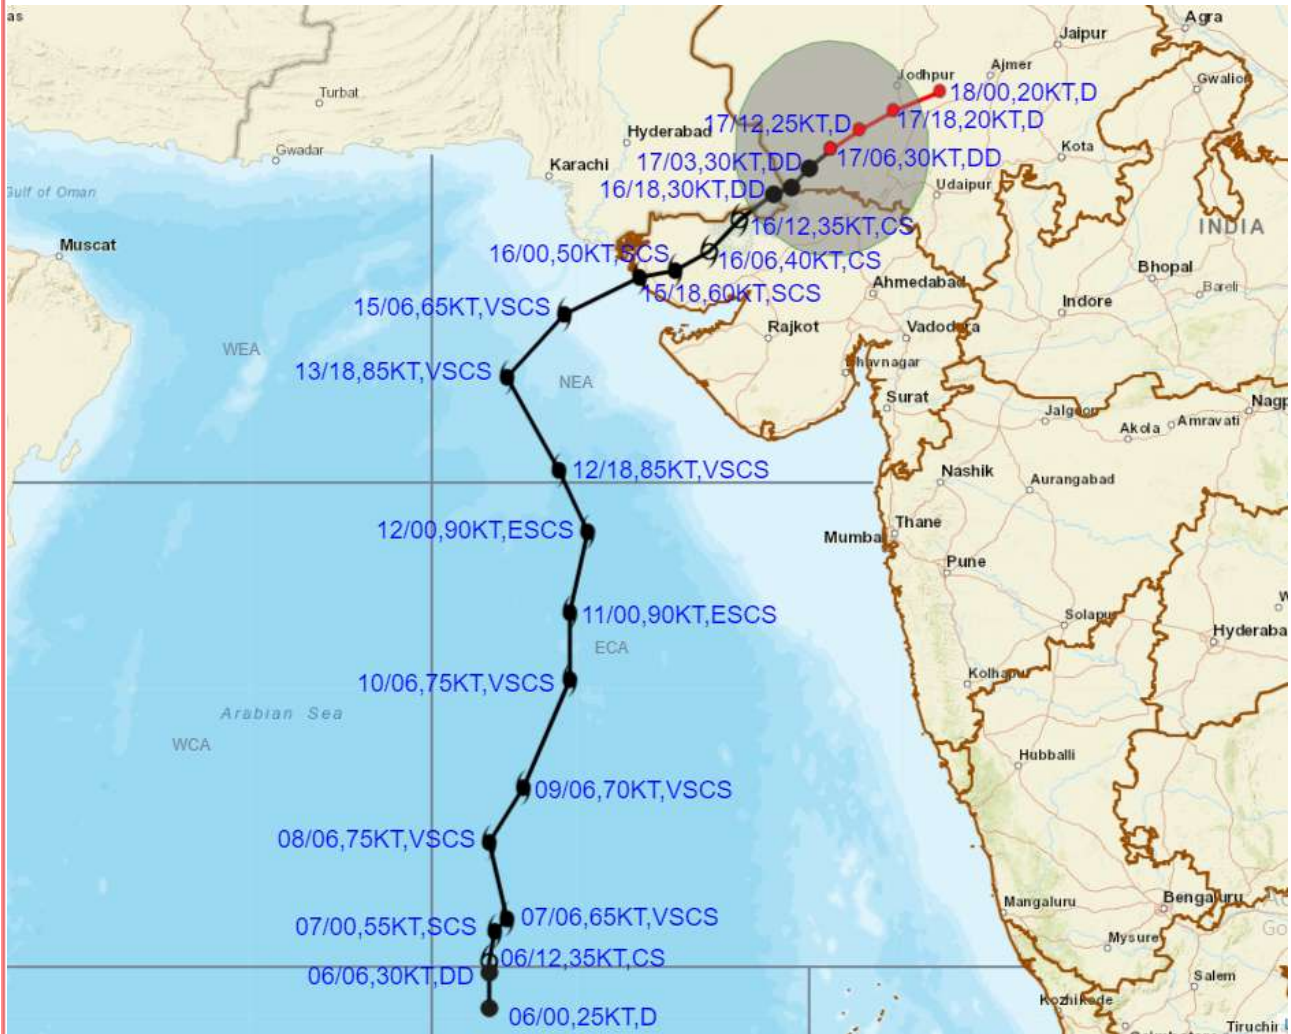 as
Agra
Jaipur
Ajmer
Jodhpur
Gwalior
18/00,20KT,D
Turbat
17/12,25KT,D
17/18,20KT,D
Hyderabad
Gwadar
Karachi
17/03,30KT,DD
17/06,30KT,DD
Kota
Gulf of Oman
16/18,30KT,DD
Udaipur
Muscat
16/12,35KT,CS
INDIA
16/00,50KT,SCS
16/06,40KT,CS
Bhopal
Ahmedabad
Bareli
15/18,60KT,SCS
15/06,65KT,VSCS
Indore
Rajkot
Vadodara
WEA
Bhavnagar
13/18,85KT,VSCS
NEA
Surat
Nagp
Jalgaon
Akola
Amravati
12/18,85KT,VSCS
Nashik
Aurangabad
12/00,90KT,ESCS
Thane
Mumbai
Pune
11/00,90KT,ESCS
Solapur
Hyderaba
ECA
10/06,75KT,VSCS
Kolhapur
Arabian Sea
WCA
Hubballi
09/06,70KT,VSCS
08/06,75KT,VSCS
Mangaluru
Bengaluru
07/06,65KT,VSCS
07/00,55KT,SCS
Mysure
Go
06/12,35KT,CS
06/06,30KT,DD
Salem
Kozhikode
06/00,25KT,D
Tiruchir